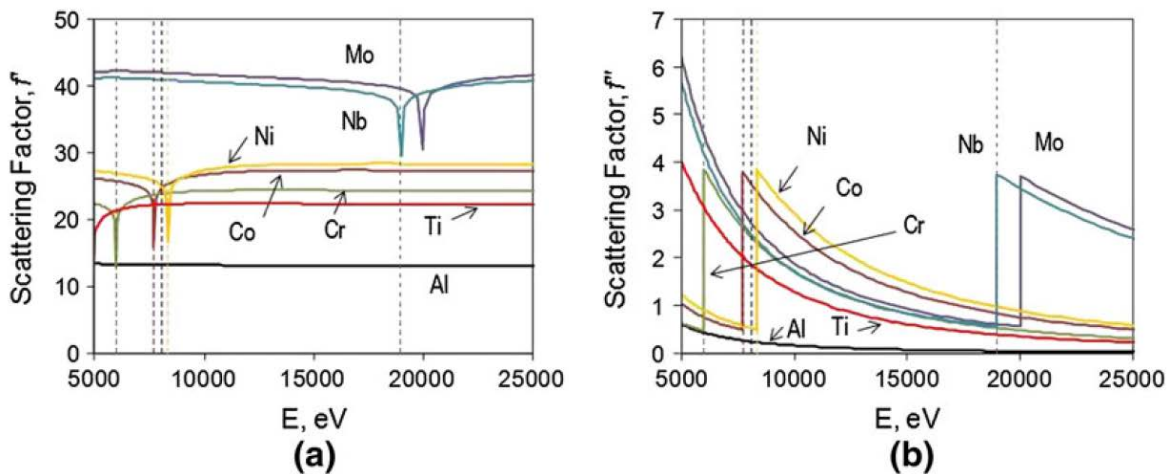 Scattering Factor, f'
50
40
30
20
10
0
Mo
Nb
Ni
Co
Cr
Ti
Al
5000 10000 15000 20000 25000
E, eV
(a)
Scattering Factor, f"
7
6
5
4
3
2
1
0
Ni
Co
Nb
Mo
Cr
Al
Ti
5000 10000 15000 20000 25000
E, eV
(b)